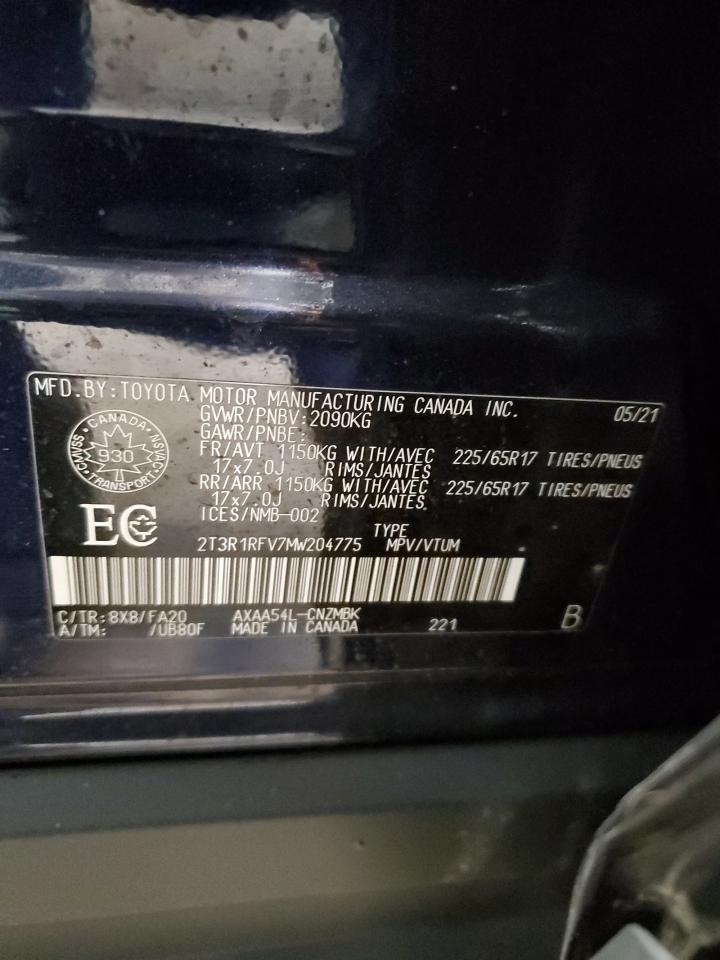 MFD.BY:TOYOTA MOTOR MANUFACTURING CANADA INC. 05/21
GVWR/PNBV:2090KG
GAWR/PNBE:
FR/AVT 1150KG WITH/AVEC 225/65R17 TIRES/PNEUS
17x7.0J RIMS/JANTES
RR/ARR 1150KG WITH/AVEC 225/65R17 TIRES/PNEUS
17x7.0J RIMS/JANTES
ICES/NMB-002
CANADA
CMVSS 930 NSVAC
TRANSPORT
EC
TYPE
2T3R1RFV7MW204775 MPV/VTUM
C/TR:8X8/FA20 AXAA54L-CNZMBK
A/TM: /UB80F MADE IN CANADA 221 B